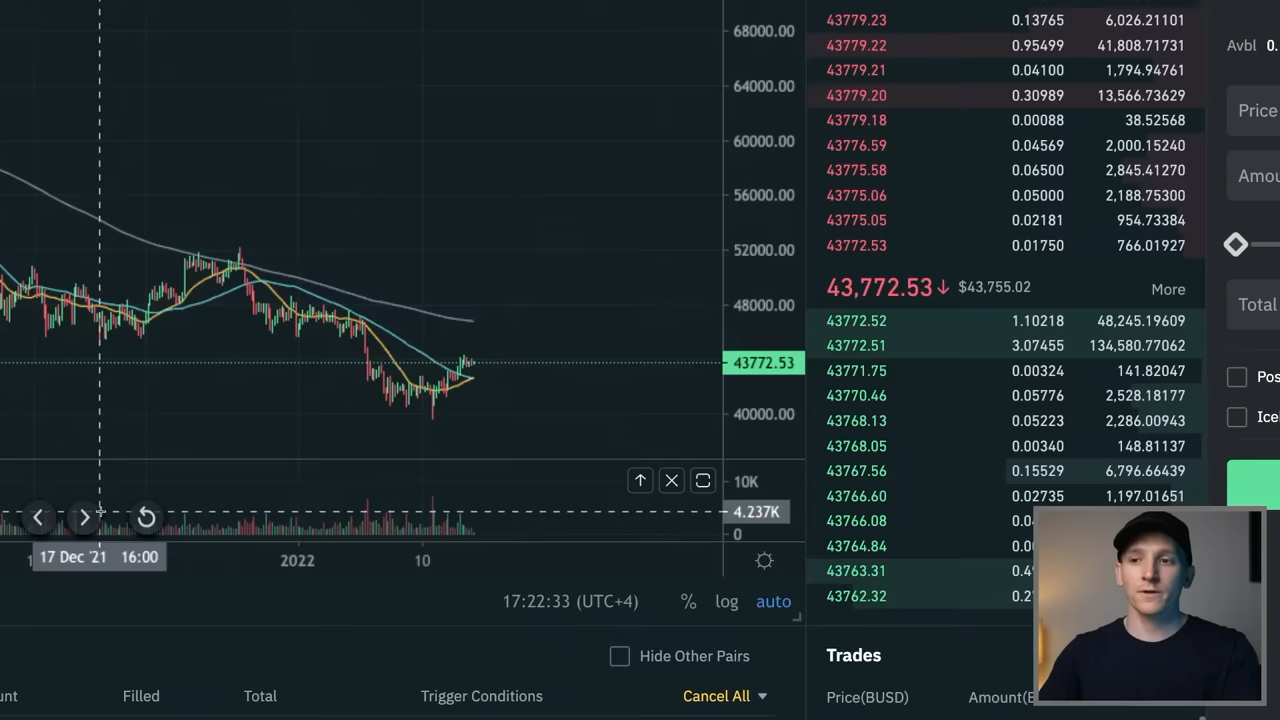 68000.00
64000.00
60000.00
56000.00
52000.00
48000.00
43772.53
40000.00
10K
4.237K
0
17 Dec '21 16:00
2022
10
17:22:33 (UTC+4)
%
log
auto
Hide Other Pairs
Filled
Total
Trigger Conditions
Cancel All
43779.23 0.13765 6,026.21101
43779.22 0.95499 41,808.71731
43779.21 0.04100 1,794.94761
43779.20 0.30989 13,566.73629
43779.18 0.00088 38.52568
43776.59 0.04569 2,000.15240
43775.58 0.06500 2,845.41270
43775.06 0.05000 2,188.75300
43775.05 0.02181 954.73384
43772.53 0.01750 766.01927
43,772.53↓ $43,755.02 More
43772.52 1.10218 48,245.19609
43772.51 3.07455 134,580.77062
43771.75 0.00324 141.82047
43770.46 0.05776 2,528.18177
43768.13 0.05223 2,286.00943
43768.05 0.00340 148.81137
43767.56 0.15529 6,796.66439
43766.60 0.02735 1,197.01651
43766.08 0.0
43764.84 0.0
43763.31 0.4
43762.32 0.2
Trades
Price(BUSD) Amount(
Avbl 0.
Price
Amou
Total
Pos
Ice